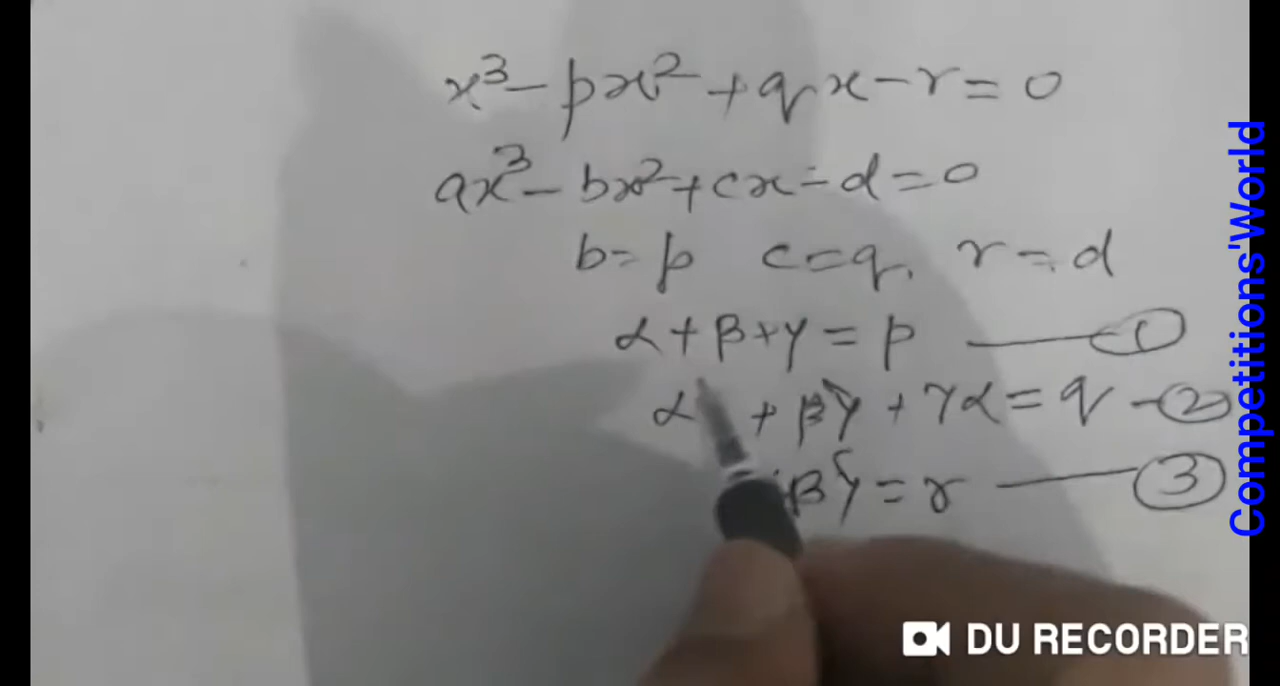 x³ - px² + qx - r = 0
ax³ - bx² + cx - d = 0
b = p c = q, r = d
α + β + γ = p — ①
α + βγ + γα = q — ②
βγ = r — ③
Competitions'World
DU RECORDER